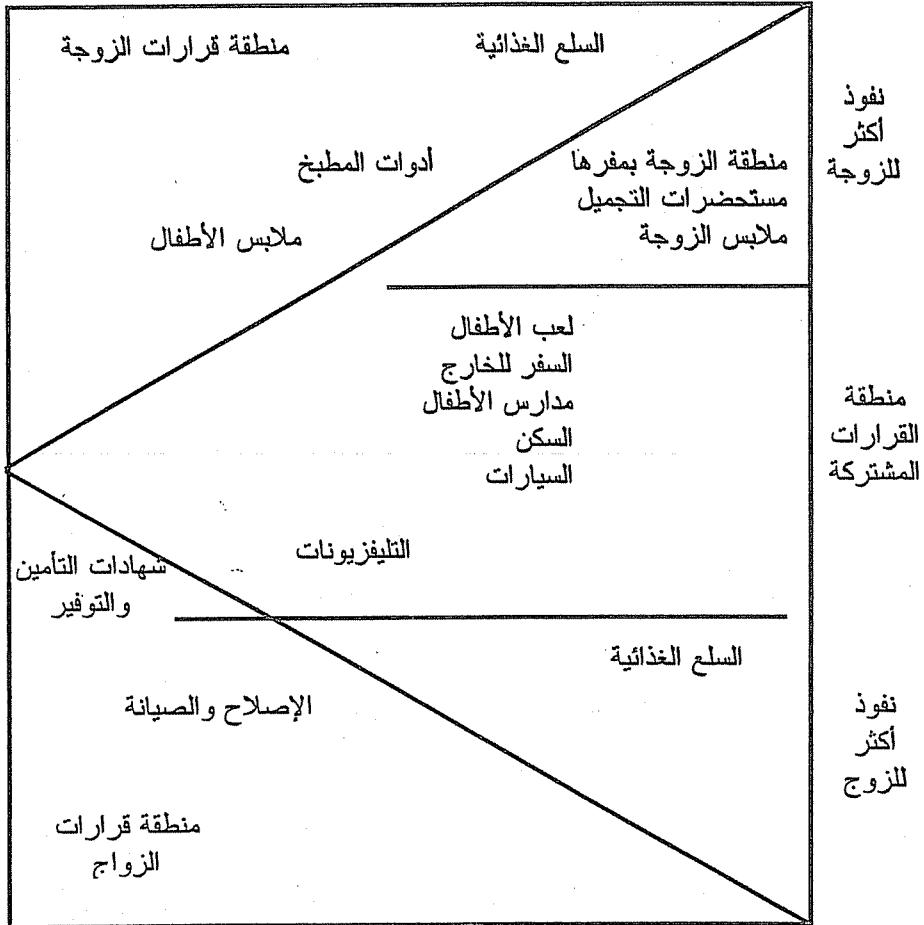 منطقة قرارات الزوجة
السلع الغذائية
نفوذ
أكثر
للزوجة
أدوات المطبخ
منطقة الزوجة بمفرها
مستحضرات التجميل
ملابس الزوجة
ملابس الأطفال
لعب الأطفال
السفر للخارج
مدارس الأطفال
السكن
السيارات
منطقة
القرارات
المشتركة
التليفزيونات
شهادات التأمين
والتوفير
السلع الغذائية
الإصلاح والصيانة
نفوذ
أكثر
للزوج
منطقة قرارات
الزواج